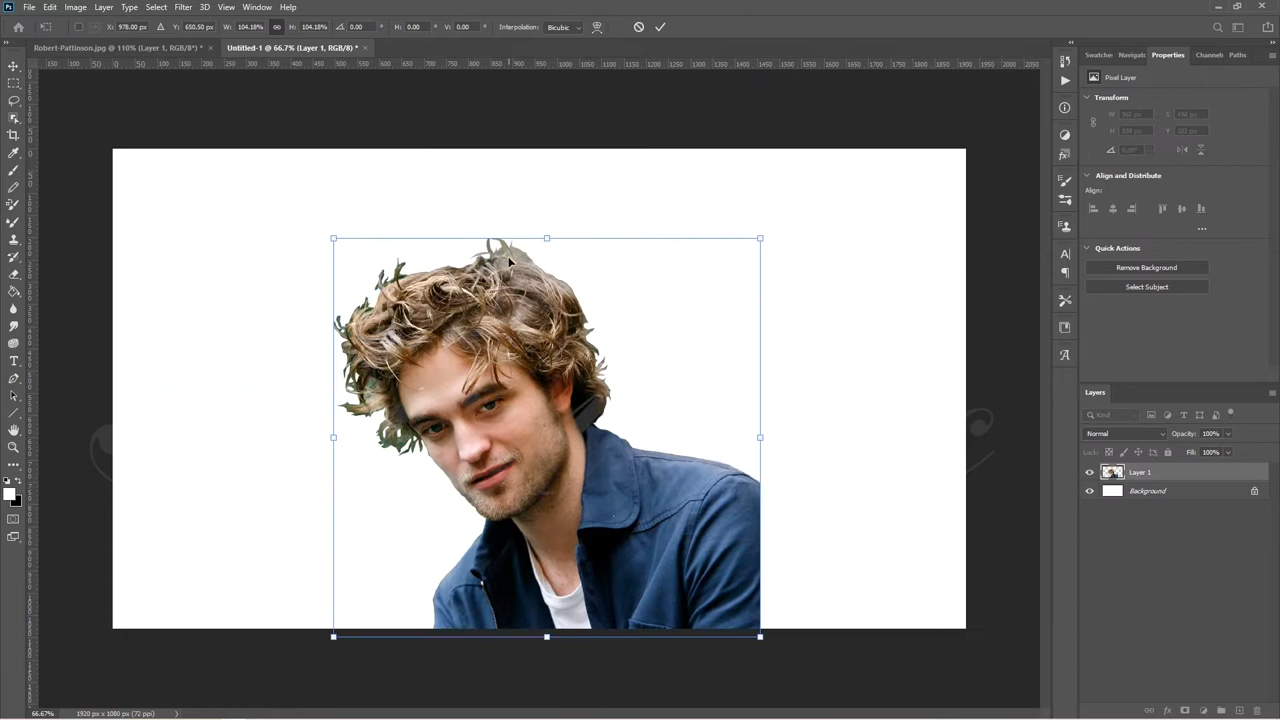 File Edit Image Layer Type Select Filter 3D View Window Help
X: 978.00 px Y: 650.50 px W: 104.18% H: 104.18% 0.00 ° H: 0.00 ° V: 0.00 ° Interpolation: Bicubic
Robert-Pattinson.jpg @ 110% (Layer 1, RGB/8*) * × Untitled-1 @ 66.7% (Layer 1, RGB/8) * ×
Swatches Navigato Properties Channels Paths
Pixel Layer
Transform
W X
H Y
Align and Distribute
Align:
Quick Actions
Remove Background
Select Subject
Layers
Kind
Normal Opacity: 100%
Lock: Fill: 100%
Layer 1
Background
66.67% 1920 px x 1080 px (72 ppi)